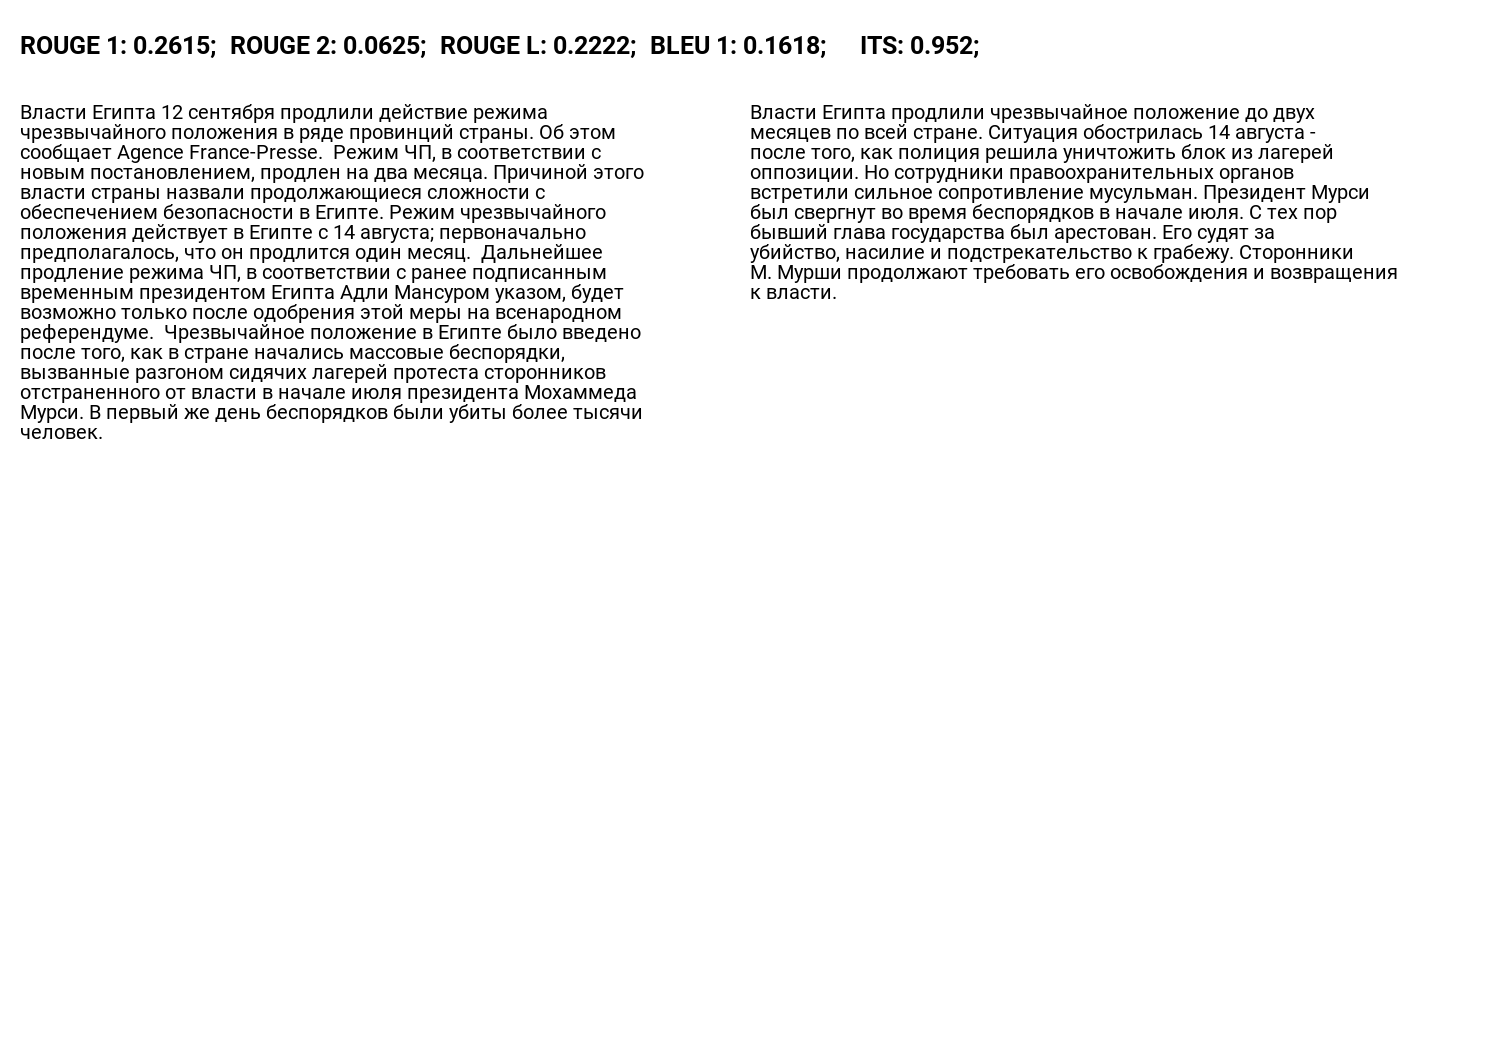 ROUGE 1: 0.2615;  ROUGE 2: 0.0625;  ROUGE L: 0.2222;  BLEU 1: 0.1618;     ITS: 0.952;
Власти Египта 12 сентября продлили действие режима
чрезвычайного положения в ряде провинций страны. Об этом
сообщает Agence France-Presse.  Режим ЧП, в соответствии с
новым постановлением, продлен на два месяца. Причиной этого
власти страны назвали продолжающиеся сложности с
обеспечением безопасности в Египте. Режим чрезвычайного
положения действует в Египте с 14 августа; первоначально
предполагалось, что он продлится один месяц.  Дальнейшее
продление режима ЧП, в соответствии с ранее подписанным
временным президентом Египта Адли Мансуром указом, будет
возможно только после одобрения этой меры на всенародном
референдуме.  Чрезвычайное положение в Египте было введено
после того, как в стране начались массовые беспорядки,
вызванные разгоном сидячих лагерей протеста сторонников
отстраненного от власти в начале июля президента Мохаммеда
Мурси. В первый же день беспорядков были убиты более тысячи
человек.
Власти Египта продлили чрезвычайное положение до двух
месяцев по всей стране. Ситуация обострилась 14 августа -
после того, как полиция решила уничтожить блок из лагерей
оппозиции. Но сотрудники правоохранительных органов
встретили сильное сопротивление мусульман. Президент Мурси
был свергнут во время беспорядков в начале июля. С тех пор
бывший глава государства был арестован. Его судят за
убийство, насилие и подстрекательство к грабежу. Сторонники
М. Мурши продолжают требовать его освобождения и возвращения
к власти.